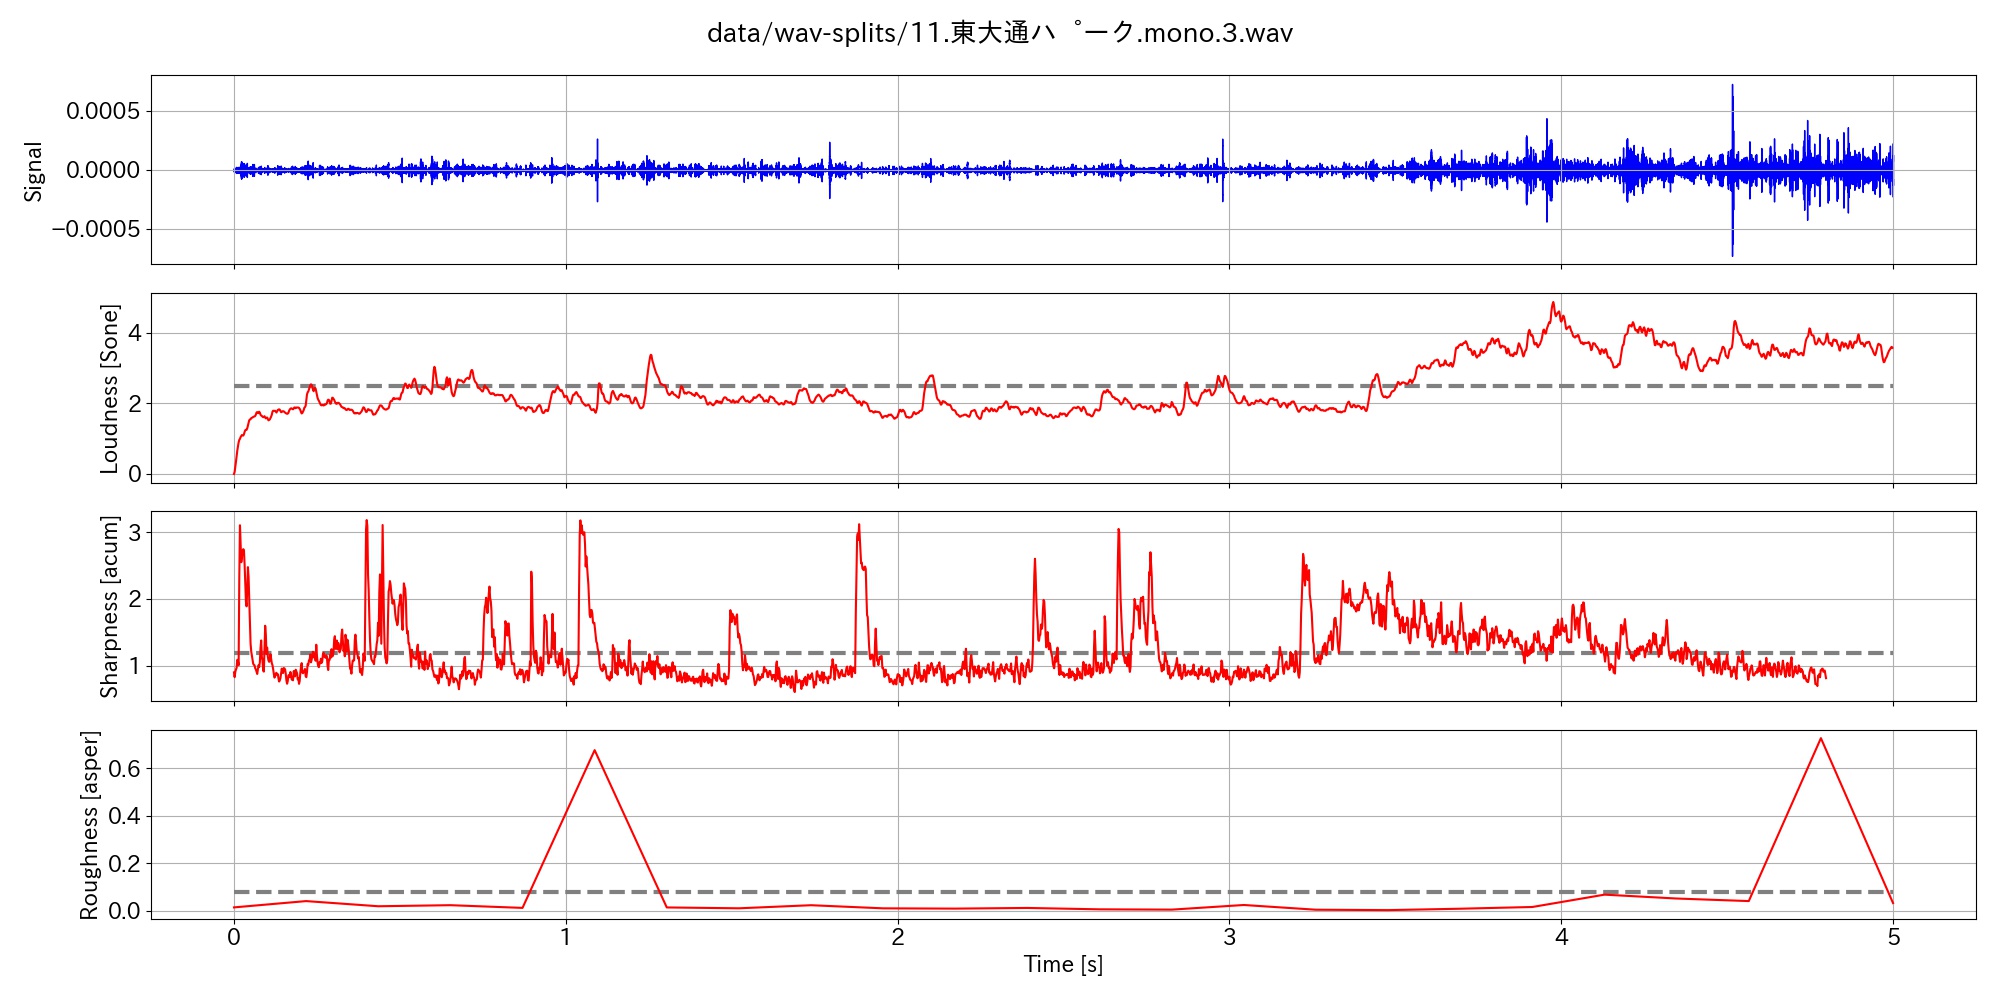 data/wav-splits/11.東大通ハ゜ーク.mono.3.wav
Signal
0.0005
0.0000
−0.0005
Loudness [Sone]
4
2
0
Sharpness [acum]
3
2
1
Roughness [asper]
0.6
0.4
0.2
0.0
0 1 2 3 4 5
Time [s]